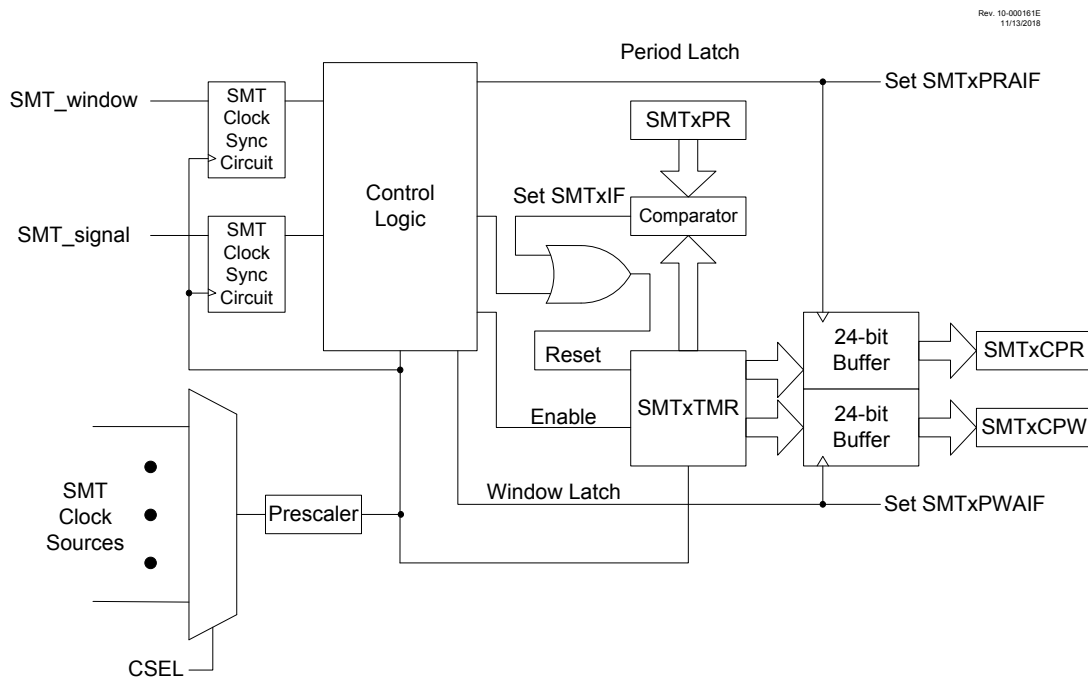 Rev. 10-000161E
11/13/2018
Period Latch
SMT_window
SMT
Clock
Sync
Circuit
Set SMTxPRAIF
SMTxPR
Control
Logic
Set SMTxIF
Comparator
SMT_signal
SMT
Clock
Sync
Circuit
Reset
24-bit
Buffer
SMTxCPR
SMTxTMR
Enable
24-bit
Buffer
SMTxCPW
Window Latch
Set SMTxPWAIF
SMT
Clock
Sources
Prescaler
CSEL